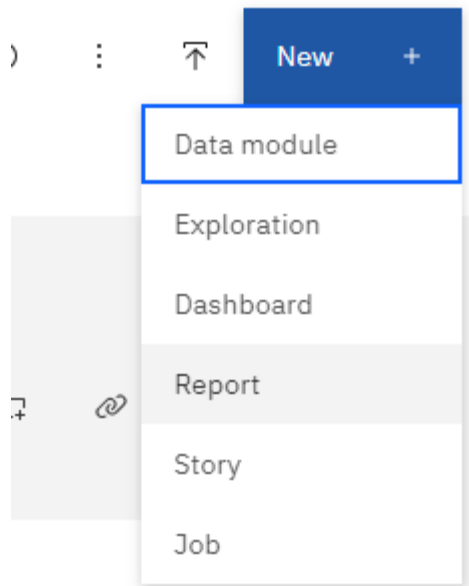 New +
Data module
Exploration
Dashboard
Report
Story
Job